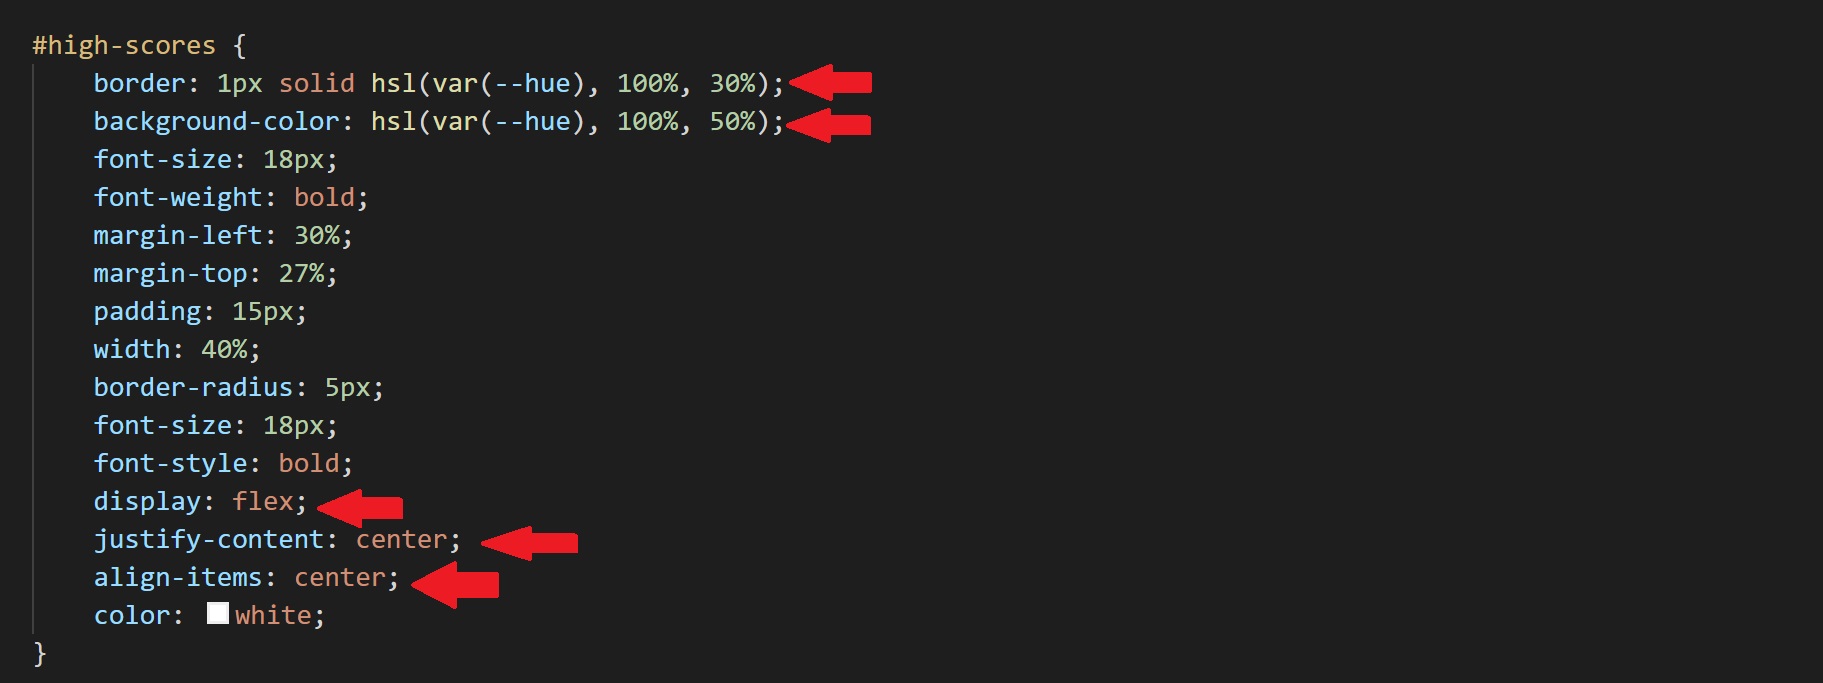 #high-scores {
    border: 1px solid hsl(var(--hue), 100%, 30%);
    background-color: hsl(var(--hue), 100%, 50%);
    font-size: 18px;
    font-weight: bold;
    margin-left: 30%;
    margin-top: 27%;
    padding: 15px;
    width: 40%;
    border-radius: 5px;
    font-size: 18px;
    font-style: bold;
    display: flex;
    justify-content: center;
    align-items: center;
    color: white;
}